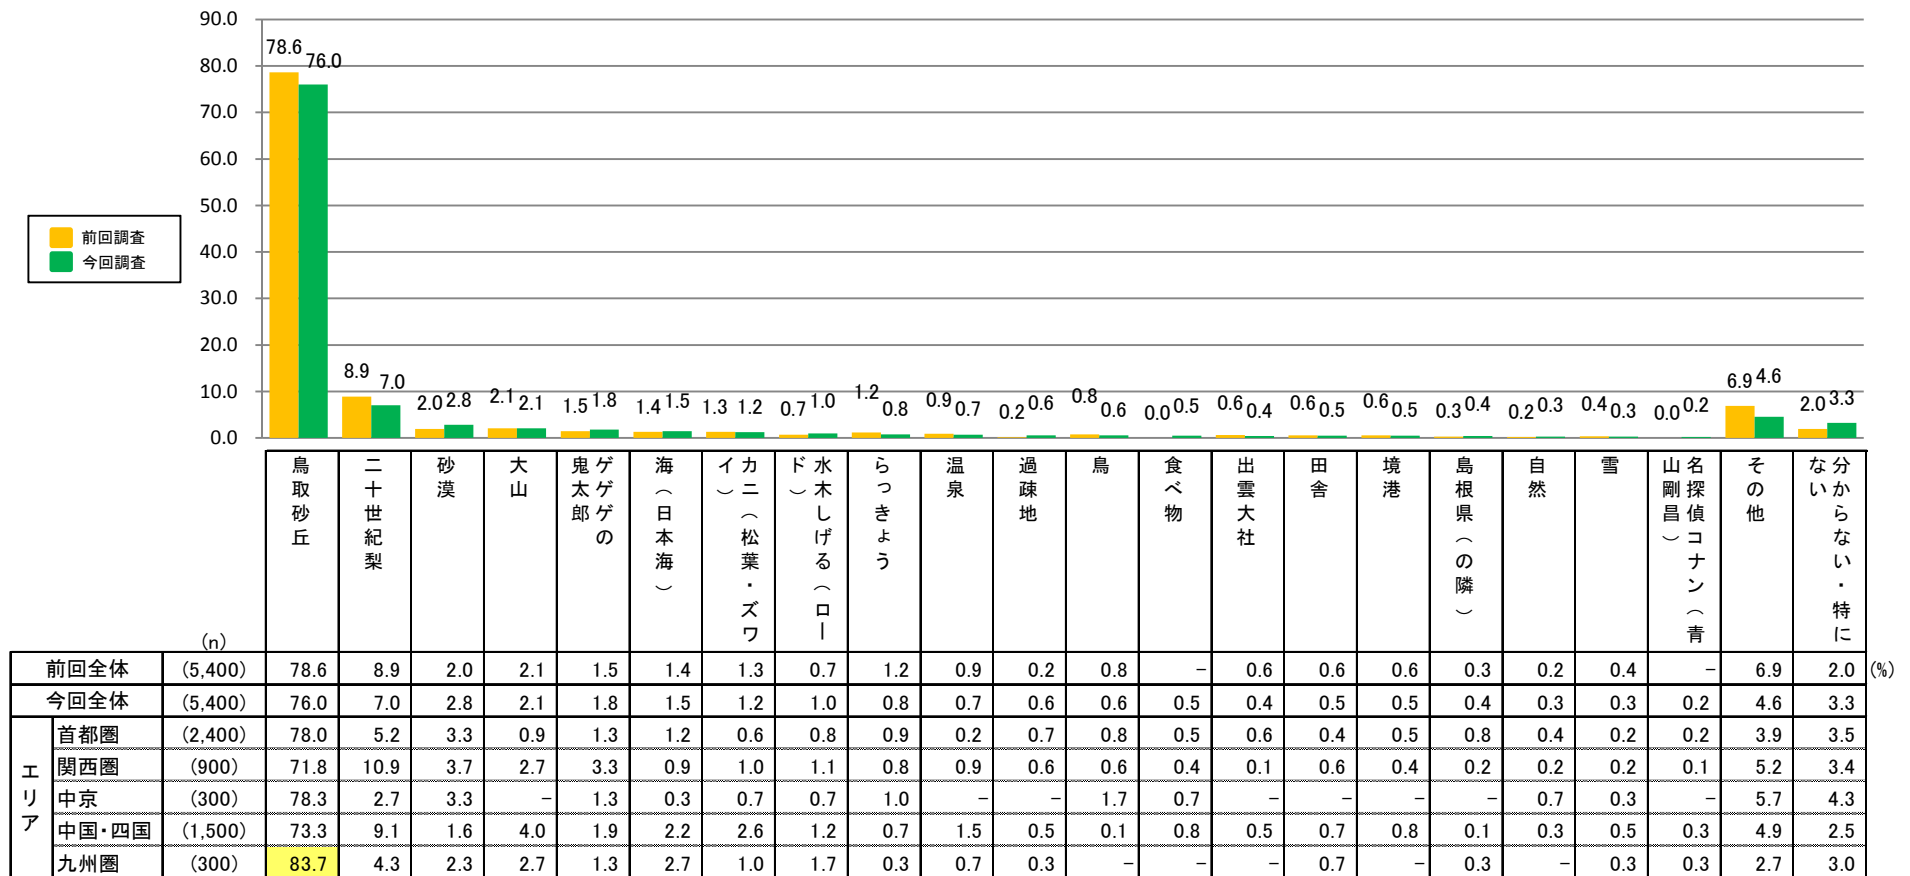 90.0
80.0
70.0
60.0
50.0
40.0
30.0
20.0
10.0
0.0
前回調査
今回調査
78.6 76.0
8.9 7.0
2.0 2.8
2.1 2.1
1.5 1.8
1.4 1.5
1.3 1.2
0.7 1.0
1.2 0.8
0.9 0.7
0.2 0.6
0.8 0.6
0.0 0.5
0.6 0.4
0.6 0.5
0.6 0.5
0.3 0.4
0.2 0.3
0.4 0.3
0.0 0.2
6.9 4.6
2.0 3.3
鳥取砂丘
二十世紀梨
砂漠
大山
ゲゲゲの
鬼太郎
海(日本海)
カニ(松葉・ズワ
イ)
水木しげる(ロー
ド)
らっきょう
温泉
過疎地
鳥
食べ物
出雲大社
田舎
境港
島根県(の隣)
自然
雪
名探偵コナン(青
山剛昌)
その他
分からない・特に
ない
(n)
前回全体 (5,400) 78.6 8.9 2.0 2.1 1.5 1.4 1.3 0.7 1.2 0.9 0.2 0.8 - 0.6 0.6 0.6 0.3 0.2 0.4 - 6.9 2.0 (%)
今回全体 (5,400) 76.0 7.0 2.8 2.1 1.8 1.5 1.2 1.0 0.8 0.7 0.6 0.6 0.5 0.4 0.5 0.5 0.4 0.3 0.3 0.2 4.6 3.3
エリア
首都圏 (2,400) 78.0 5.2 3.3 0.9 1.3 1.2 0.6 0.8 0.9 0.2 0.7 0.8 0.5 0.6 0.4 0.5 0.8 0.4 0.2 0.2 3.9 3.5
関西圏 (900) 71.8 10.9 3.7 2.7 3.3 0.9 1.0 1.1 0.8 0.9 0.6 0.6 0.4 0.1 0.6 0.4 0.2 0.2 0.2 0.1 5.2 3.4
中京 (300) 78.3 2.7 3.3 - 1.3 0.3 0.7 0.7 1.0 - - 1.7 0.7 - - - - 0.7 0.3 - 5.7 4.3
中国・四国 (1,500) 73.3 9.1 1.6 4.0 1.9 2.2 2.6 1.2 0.7 1.5 0.5 0.1 0.8 0.5 0.7 0.8 0.1 0.3 0.5 0.3 4.9 2.5
九州圏 (300) 83.7 4.3 2.3 2.7 1.3 2.7 1.0 1.7 0.3 0.7 0.3 - - - 0.7 - 0.3 - 0.3 0.3 2.7 3.0